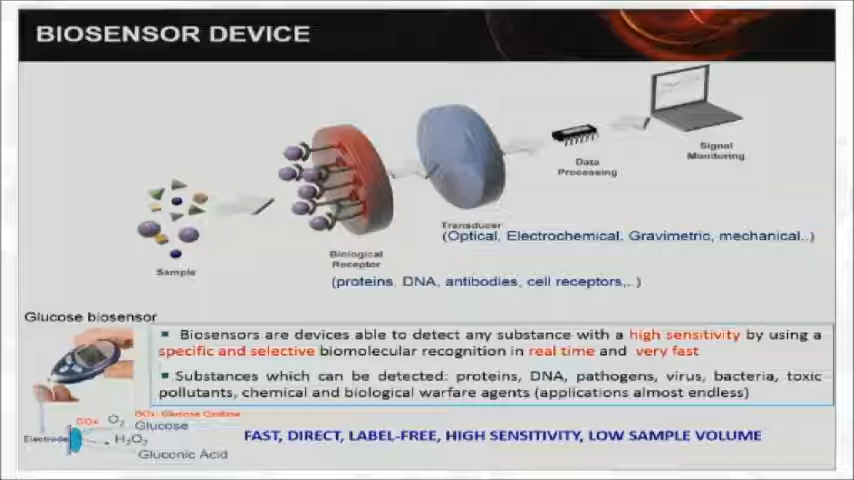 BIOSENSOR DEVICE
Signal
Monitoring
Data
Processing
Transducer
(Optical, Electrochemical, Gravimetric, mechanical..)
Biological
Receptor
Sample
(proteins, DNA, antibodies, cell receptors,..)
Glucose biosensor
Biosensors are devices able to detect any substance with a high sensitivity by using a
specific and selective biomolecular recognition in real time and very fast
Substances which can be detected: proteins, DNA, pathogens, virus, bacteria, toxic
pollutants, chemical and biological warfare agents (applications almost endless)
GOx O₂ GOx: Glucose Oxidase
Glucose
Electrode H₂O₂
Gluconic Acid
FAST, DIRECT, LABEL-FREE, HIGH SENSITIVITY, LOW SAMPLE VOLUME